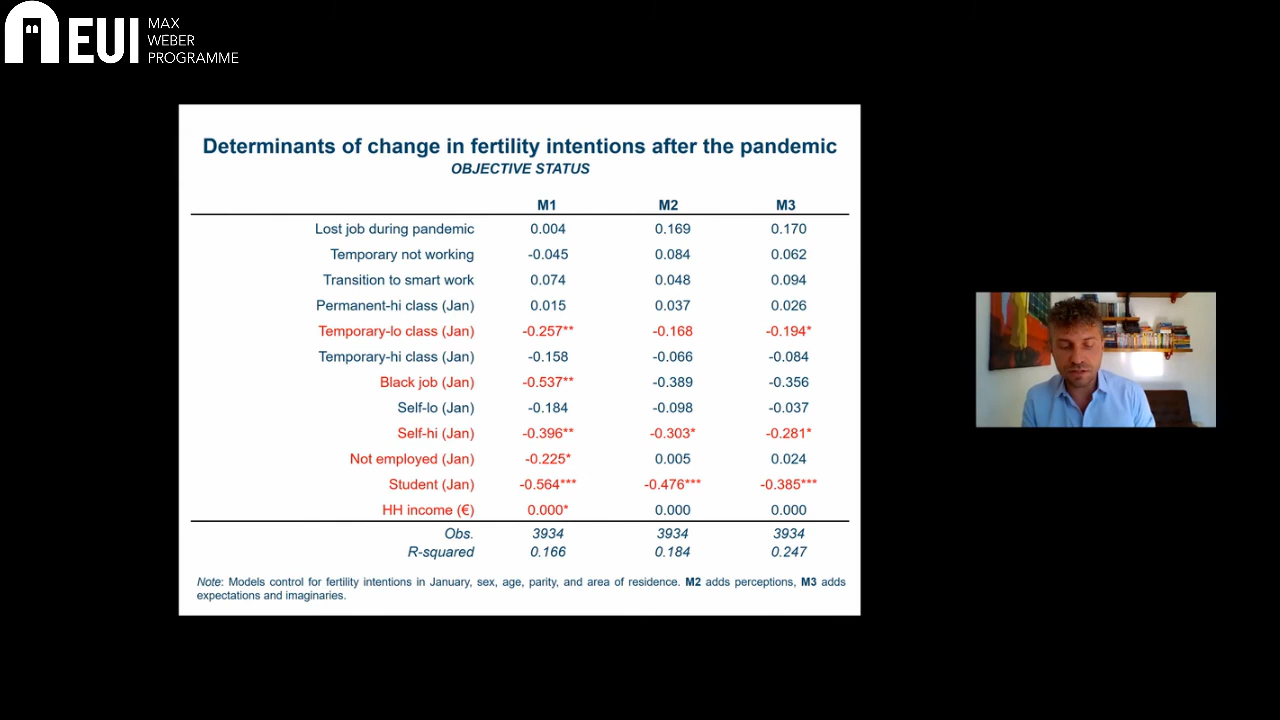 EUI
MAX
WEBER
PROGRAMME
Determinants of change in fertility intentions after the pandemic
OBJECTIVE STATUS
M1 M2 M3
Lost job during pandemic 0.004 0.169 0.170
Temporary not working -0.045 0.084 0.062
Transition to smart work 0.074 0.048 0.094
Permanent-hi class (Jan) 0.015 0.037 0.026
Temporary-lo class (Jan) -0.257** -0.168 -0.194*
Temporary-hi class (Jan) -0.158 -0.066 -0.084
Black job (Jan) -0.537** -0.389 -0.356
Self-lo (Jan) -0.184 -0.098 -0.037
Self-hi (Jan) -0.396** -0.303* -0.281*
Not employed (Jan) -0.225* 0.005 0.024
Student (Jan) -0.564*** -0.476*** -0.385***
HH income (€) 0.000* 0.000 0.000
Obs. 3934 3934 3934
R-squared 0.166 0.184 0.247
Note: Models control for fertility intentions in January, sex, age, parity, and area of residence. M2 adds perceptions, M3 adds
expectations and imaginaries.